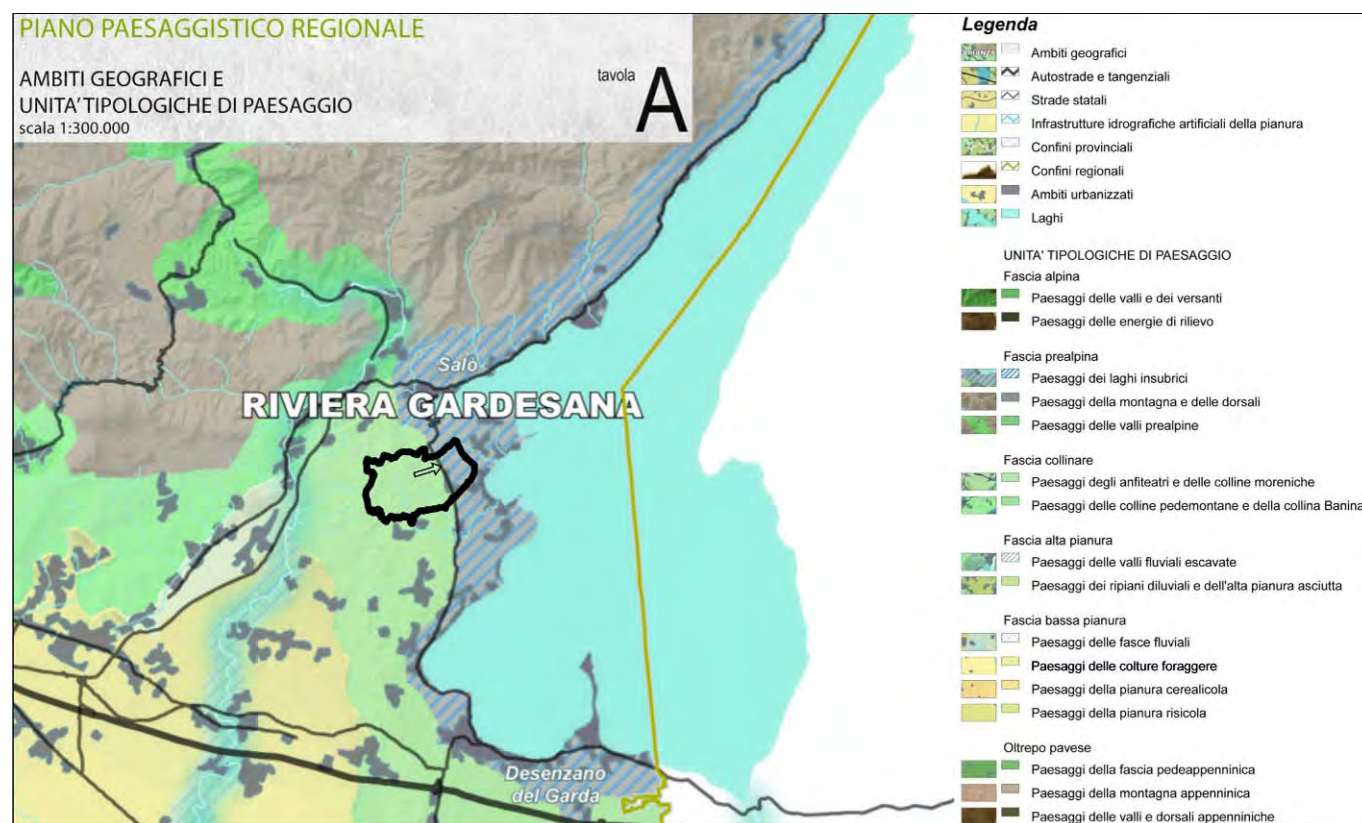 PIANO PAESAGGISTICO REGIONALE
AMBITI GEOGRAFICI E
UNITA' TIPOLOGICHE DI PAESAGGIO
scala 1:300.000
tavola
A
Salò
RIVIERA GARDESANA
Desenzano
del Garda
Legenda
BRIANZA
Ambiti geografici
Autostrade e tangenziali
Strade statali
Infrastrutture idrografiche artificiali della pianura
Confini provinciali
Confini regionali
Ambiti urbanizzati
Laghi
UNITA' TIPOLOGICHE DI PAESAGGIO
Fascia alpina
Paesaggi delle valli e dei versanti
Paesaggi delle energie di rilievo
Fascia prealpina
Paesaggi dei laghi insubrici
Paesaggi della montagna e delle dorsali
Paesaggi delle valli prealpine
Fascia collinare
Paesaggi degli anfiteatri e delle colline moreniche
Paesaggi delle colline pedemontane e della collina Banina
Fascia alta pianura
Paesaggi delle valli fluviali escavate
Paesaggi dei ripiani diluviali e dell'alta pianura asciutta
Fascia bassa pianura
Paesaggi delle fasce fluviali
Paesaggi delle colture foraggere
Paesaggi della pianura cerealicola
Paesaggi della pianura risicola
Oltrepo pavese
Paesaggi della fascia pedeappenninica
Paesaggi della montagna appenninica
Paesaggi delle valli e dorsali appenniniche